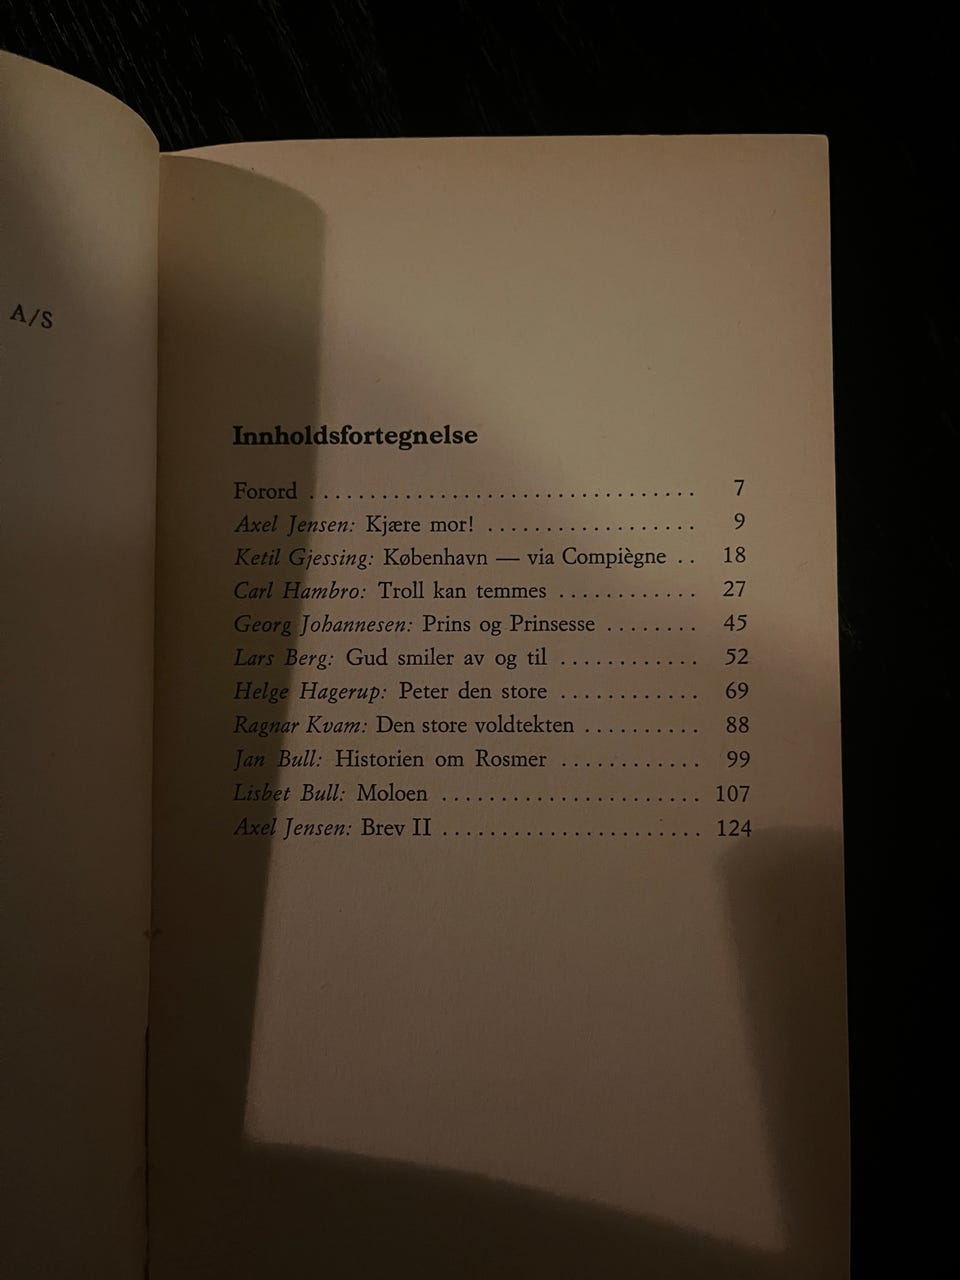 A/S
Innholdsfortegnelse
Forord ................................ 7
Axel Jensen: Kjære mor! .................. 9
Ketil Gjessing: København — via Compiègne .. 18
Carl Hambro: Troll kan temmes ............ 27
Georg Johannesen: Prins og Prinsesse ........ 45
Lars Berg: Gud smiler av og til ............ 52
Helge Hagerup: Peter den store ............ 69
Ragnar Kvam: Den store voldtekten .......... 88
Jan Bull: Historien om Rosmer ............ 99
Lisbet Bull: Moloen ...................... 107
Axel Jensen: Brev II ...................... 124